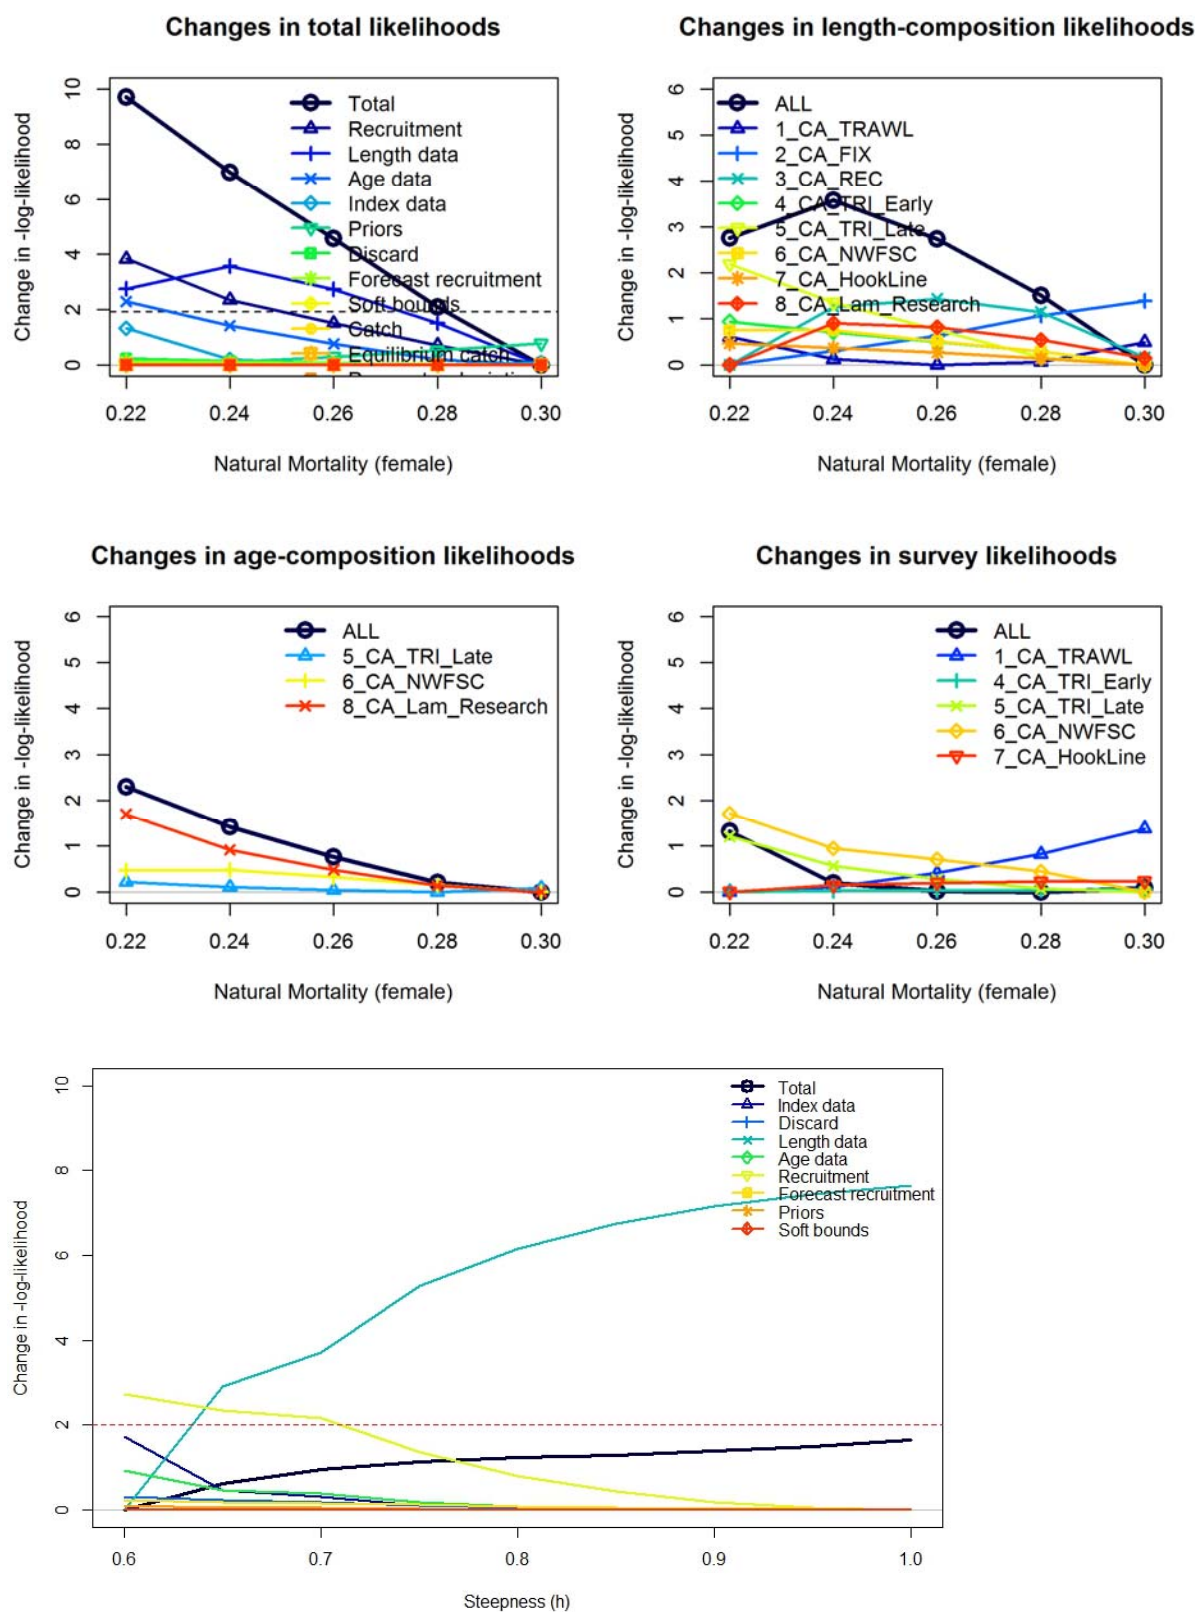 Changes in total likelihoods
Change in -log-likelihood
10
8
6
4
2
0
Total
Recruitment
Length data
Age data
Index data
Priors
Discard
Forecast recruitment
Soft bounds
Catch
Equilibrium catch
0.22 0.24 0.26 0.28 0.30
Natural Mortality (female)
Changes in length-composition likelihoods
Change in -log-likelihood
6
5
4
3
2
1
0
ALL
1_CA_TRAWL
2_CA_FIX
3_CA_REC
4_CA_TRI_Early
5_CA_TRI_Late
6_CA_NWFSC
7_CA_HookLine
8_CA_Lam_Research
0.22 0.24 0.26 0.28 0.30
Natural Mortality (female)
Changes in age-composition likelihoods
Change in -log-likelihood
6
5
4
3
2
1
0
ALL
5_CA_TRI_Late
6_CA_NWFSC
8_CA_Lam_Research
0.22 0.24 0.26 0.28 0.30
Natural Mortality (female)
Changes in survey likelihoods
Change in -log-likelihood
6
5
4
3
2
1
0
ALL
1_CA_TRAWL
4_CA_TRI_Early
5_CA_TRI_Late
6_CA_NWFSC
7_CA_HookLine
0.22 0.24 0.26 0.28 0.30
Natural Mortality (female)
Change in -log-likelihood
10
8
6
4
2
0
Total
Index data
Discard
Length data
Age data
Recruitment
Forecast recruitment
Priors
Soft bounds
0.6 0.7 0.8 0.9 1.0
Steepness (h)